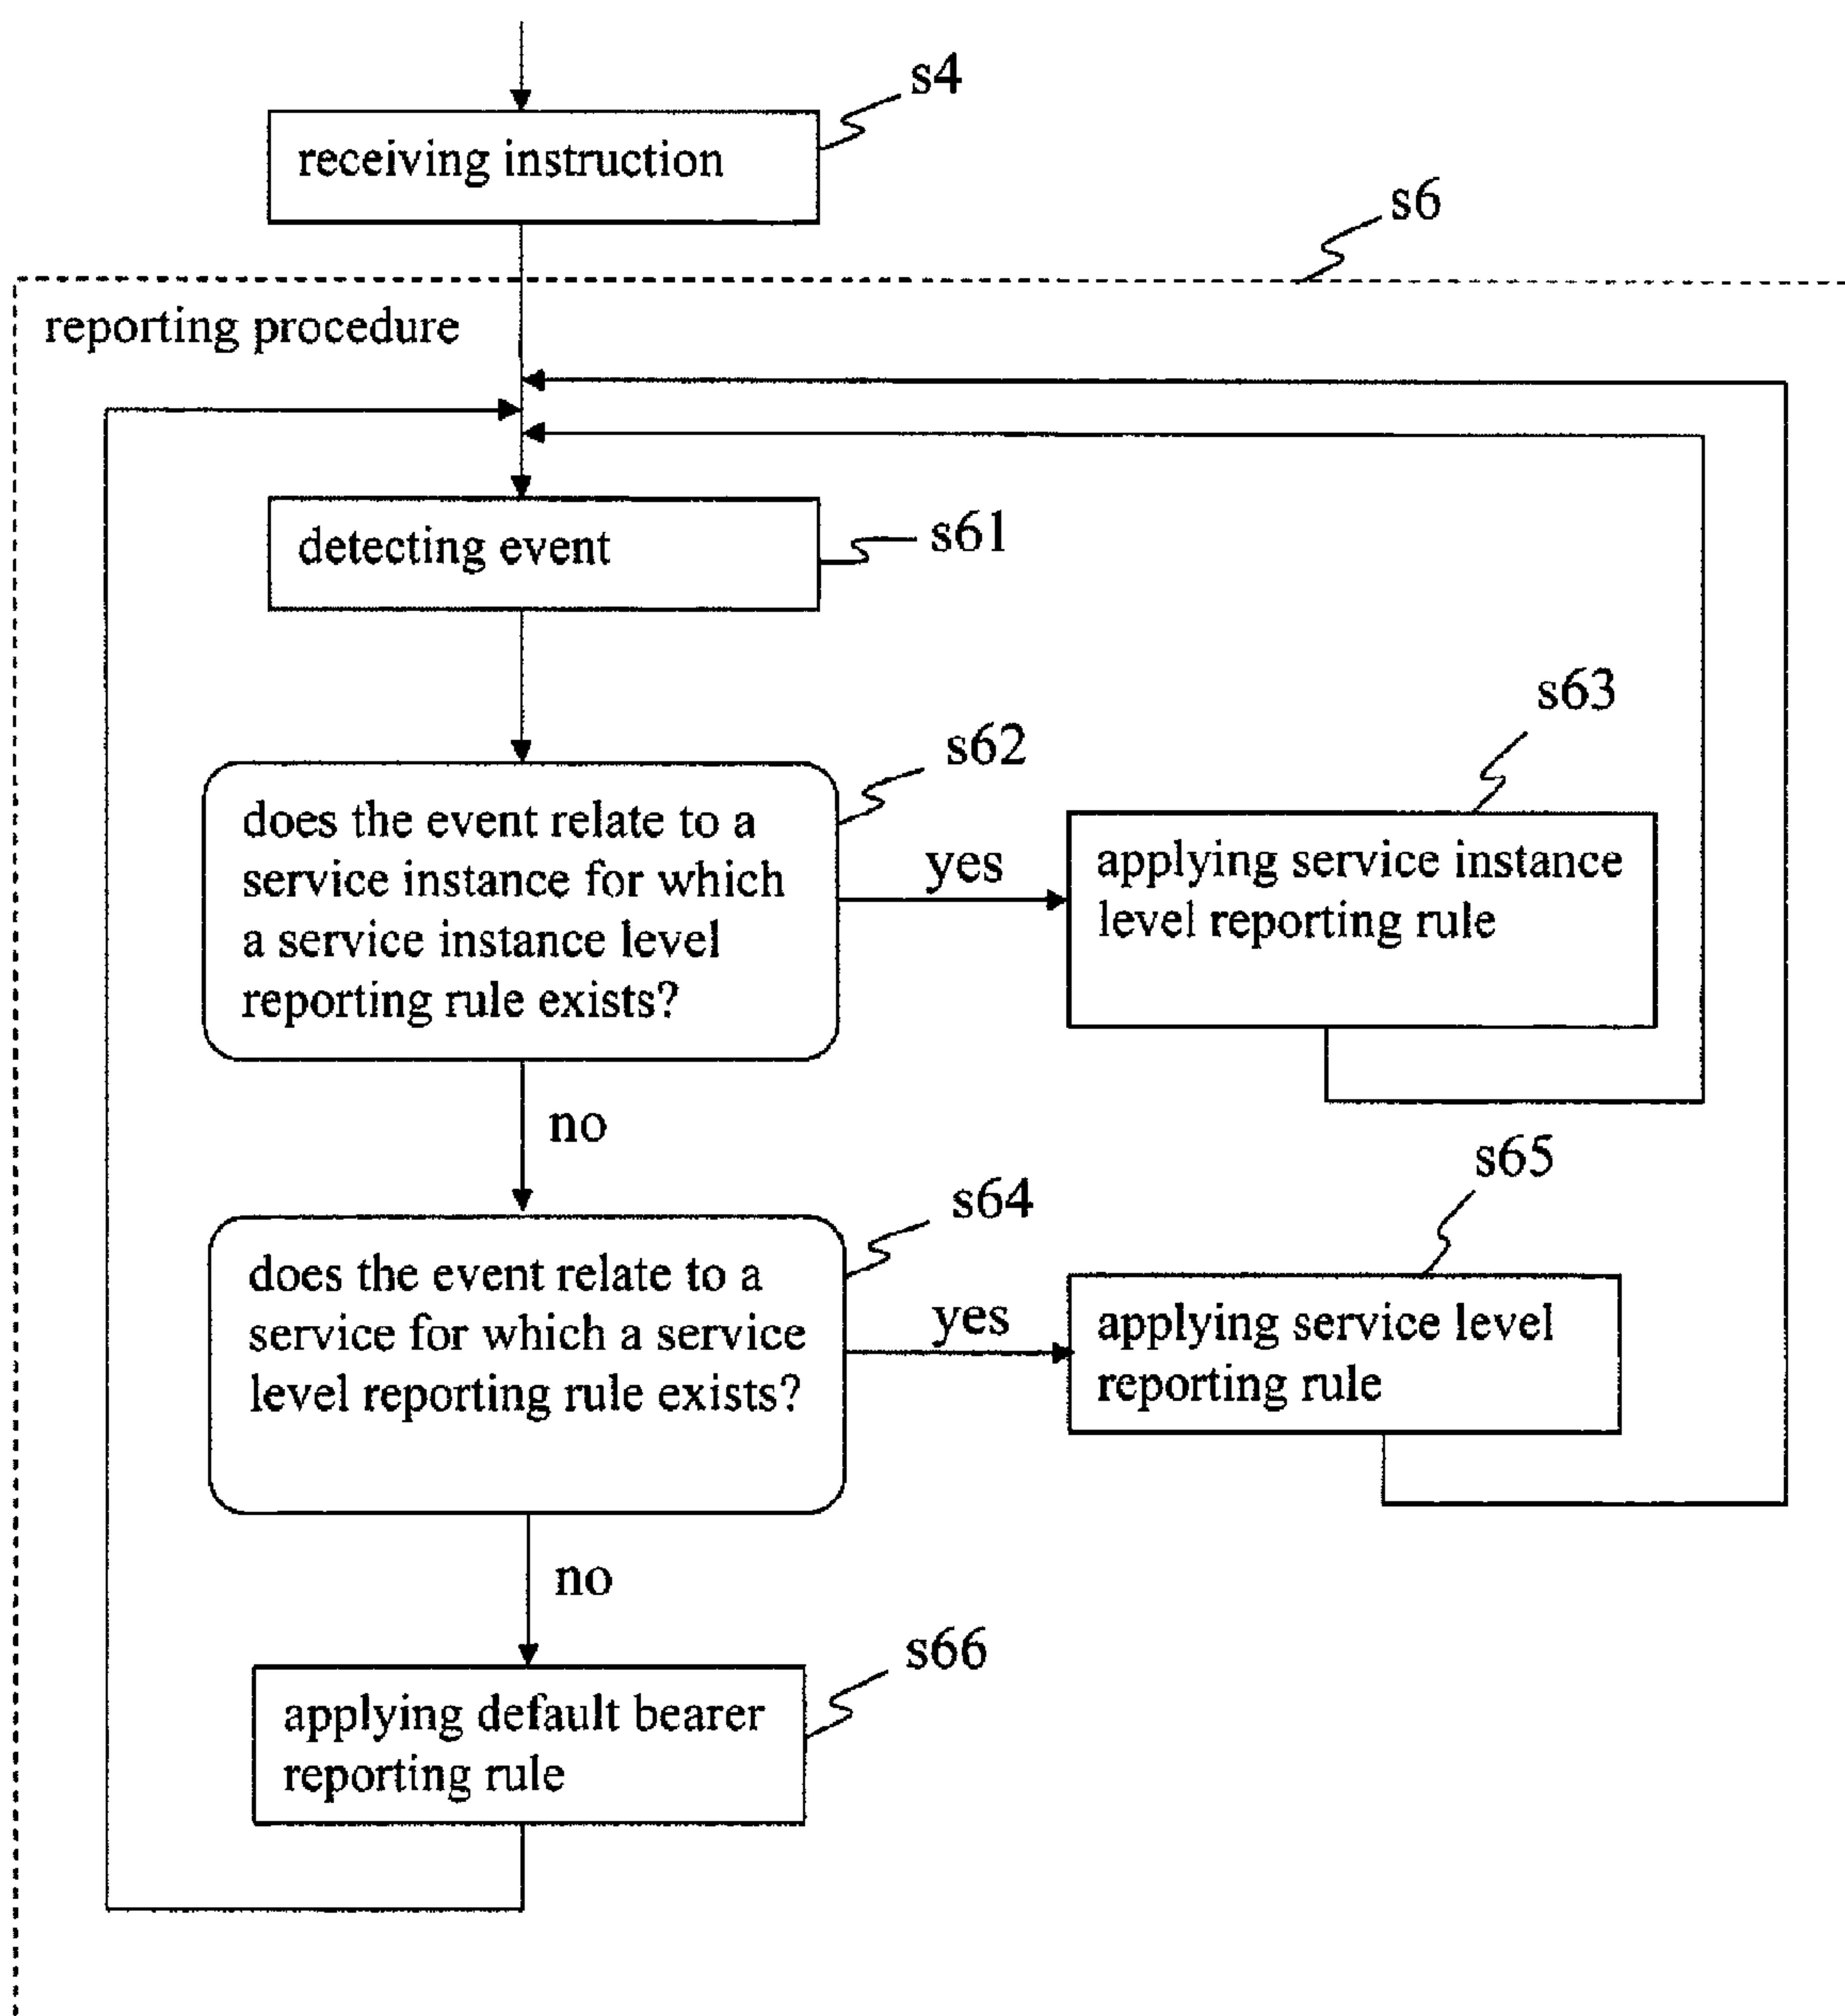 s4
receiving instruction
s6
reporting procedure
detecting event
s61
s62
does the event relate to a
service instance for which
a service instance level
reporting rule exists?
yes
s63
applying service instance
level reporting rule
no
s64
does the event relate to a
service for which a service
level reporting rule exists?
yes
s65
applying service level
reporting rule
no
s66
applying default bearer
reporting rule